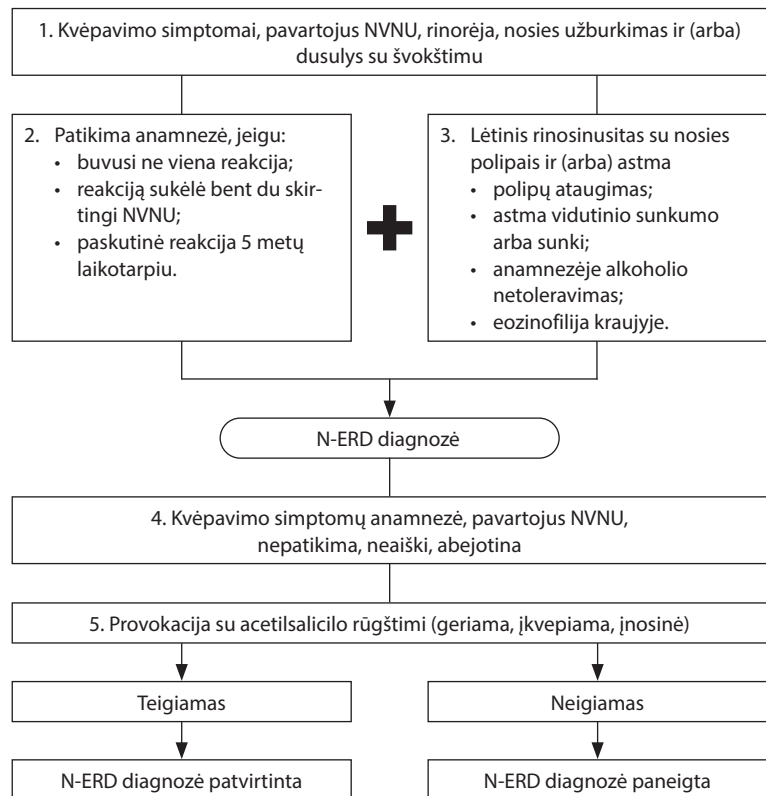 1. Kvėpavimo simptomai, pavartojus NVNU, rinorėja, nosies užburkimas ir (arba)
dusulys su švokštimu
2. Patikima anamnezė, jeigu:
• buvusi ne viena reakcija;
• reakciją sukėlė bent du skir-
tingi NVNU;
• paskutinė reakcija 5 metų
laikotarpiu.
3. Lėtinis rinosinusitas su nosies
polipais ir (arba) astma
• polipų ataugimas;
• astma vidutinio sunkumo
arba sunki;
• anamnezėje alkoholio
netoleravimas;
• eozinofilija kraujyje.
N-ERD diagnozė
4. Kvėpavimo simptomų anamnezė, pavartojus NVNU,
nepatikima, neaiški, abejotina
5. Provokacija su acetilsalicilo rūgštimi (geriama, įkvepiama, įnosinė)
Teigiamas
Neigiamas
N-ERD diagnozė patvirtinta
N-ERD diagnozė paneigta